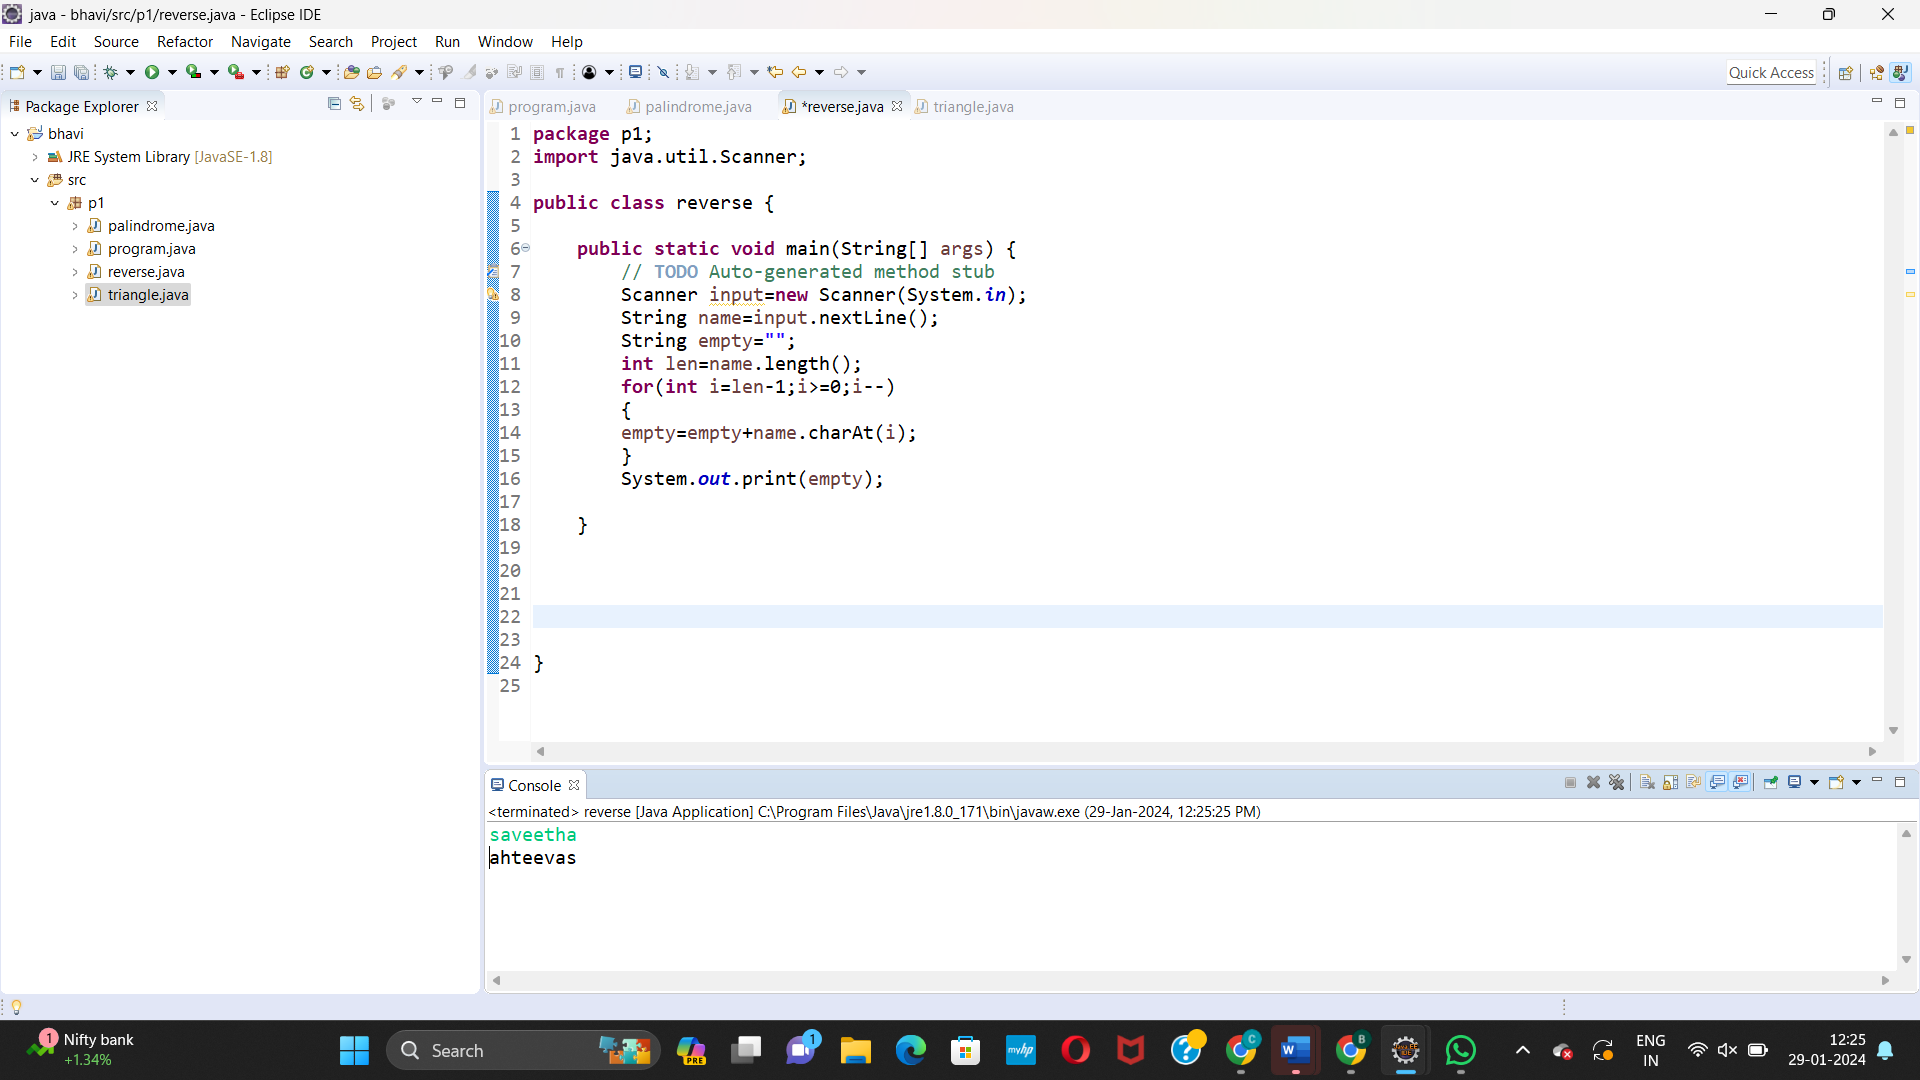 java - bhavi/src/p1/reverse.java - Eclipse IDE
File Edit Source Refactor Navigate Search Project Run Window Help
Quick Access
Package Explorer
bhavi
JRE System Library [JavaSE-1.8]
src
p1
palindrome.java
program.java
reverse.java
triangle.java
program.java palindrome.java *reverse.java triangle.java
1 package p1;
2 import java.util.Scanner;
3
4 public class reverse {
5
6 public static void main(String[] args) {
7 // TODO Auto-generated method stub
8 Scanner input=new Scanner(System.in);
9 String name=input.nextLine();
10 String empty="";
11 int len=name.length();
12 for(int i=len-1;i>=0;i--)
13 {
14 empty=empty+name.charAt(i);
15 }
16 System.out.print(empty);
17
18 }
19
20
21
22
23
24 }
25
Console
<terminated> reverse [Java Application] C:\Program Files\Java\jre1.8.0_171\bin\javaw.exe (29-Jan-2024, 12:25:25 PM)
saveetha
ahteevas
1 Nifty bank
+1.34%
Search
PRE
1
myhp
?
C
W
B
IDE
ENG
IN
12:25
29-01-2024